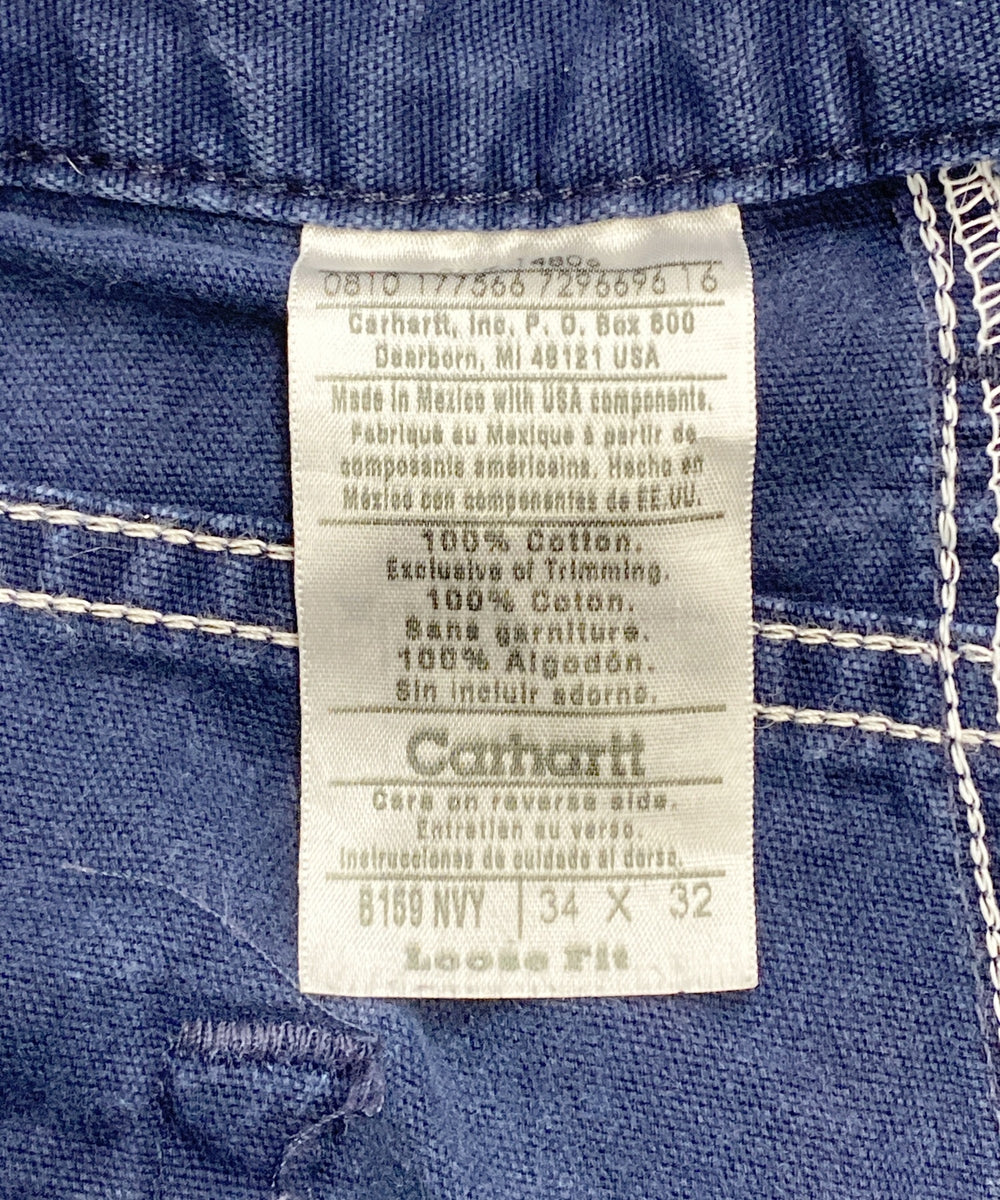 0810 177566 7296696 16
Carhartt, Inc. P. O. Box 600
Dearborn, MI 48121 USA
Made in Mexico with USA components.
Fabriqué au Mexique à partir de
composants américains. Hecho en
México con componentes de EE.UU.
100% Cotton.
Exclusive of Trimming.
100% Coton.
Sans garniture.
100% Algodón.
Sin incluir adorno.
Carhartt
Care on reverse side.
Entretien au verso.
Instrucciones de cuidado al dorso.
B159 NVY 34 X 32
Loose Fit